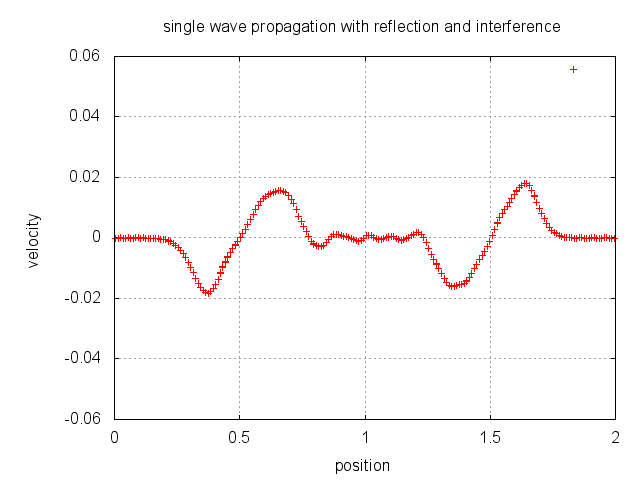 single wave propagation with reflection and interference
0.06
0.04
0.02
0
-0.02
-0.04
-0.06
velocity
0 0.5 1 1.5 2
position